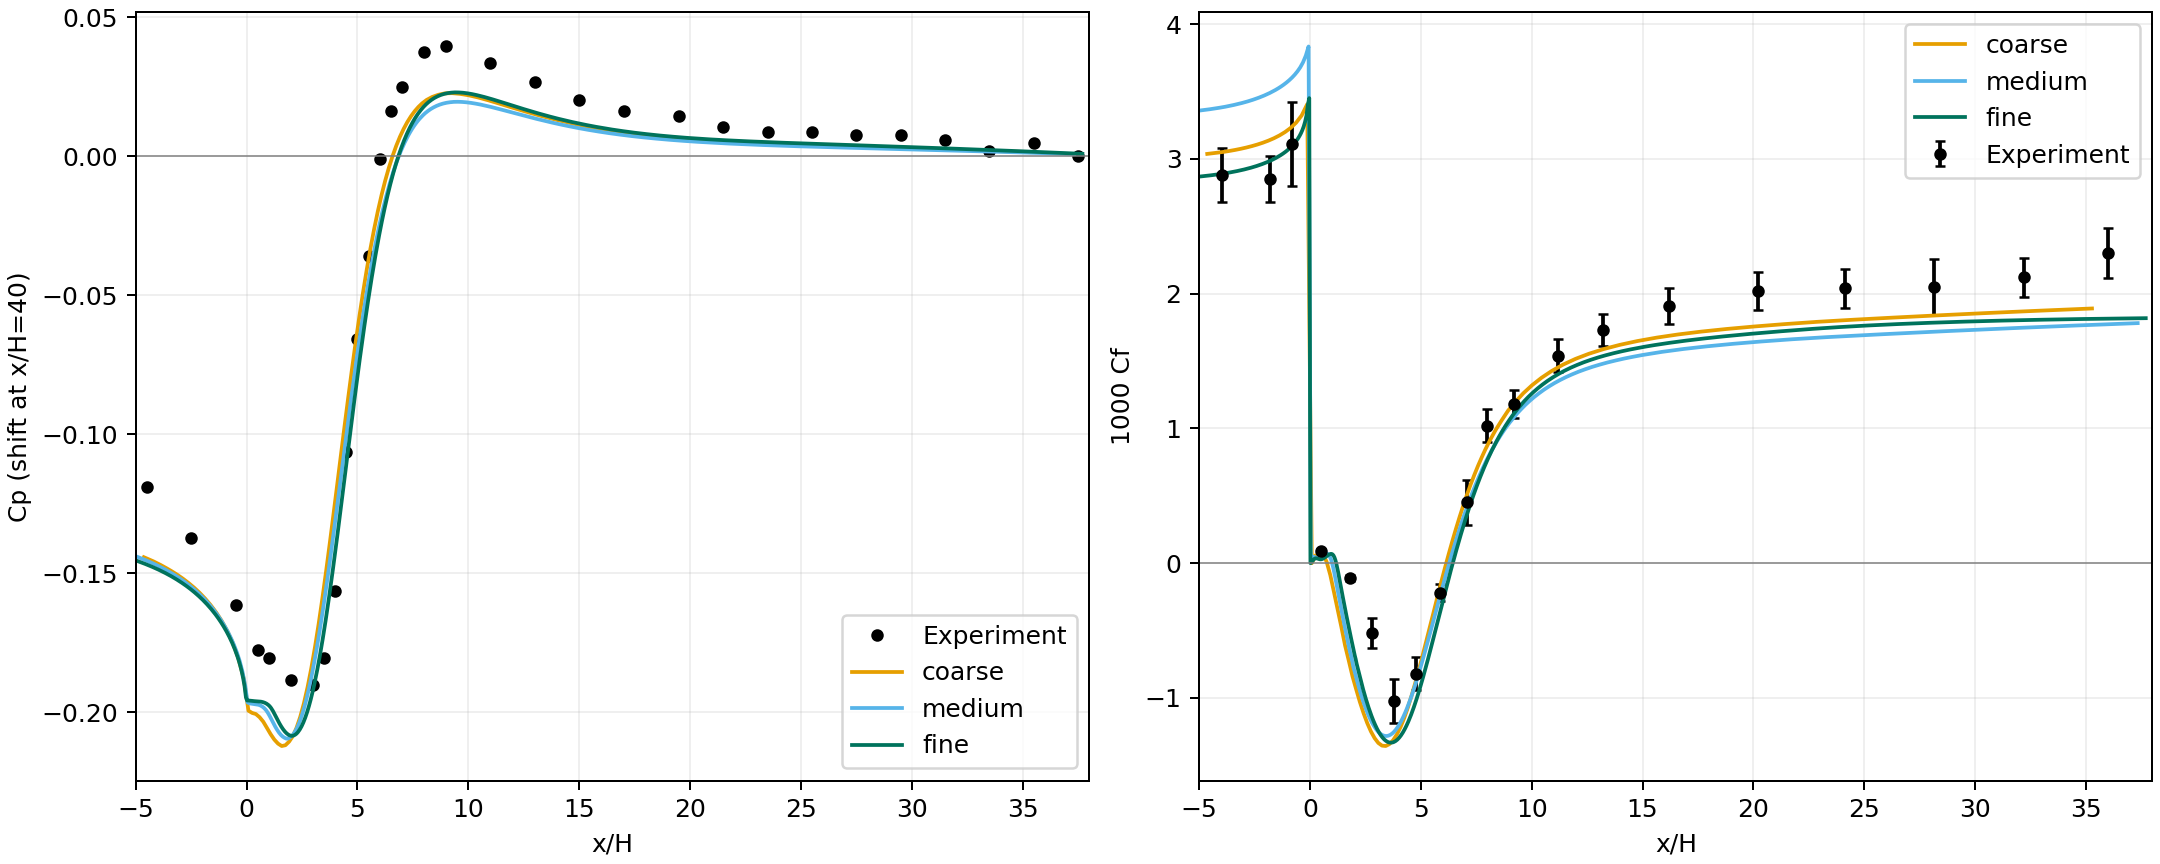 0.05
0.00
−0.05
−0.10
−0.15
−0.20
Cp (shift at x/H=40)
Experiment
coarse
medium
fine
−5 0 5 10 15 20 25 30 35
x/H
4
3
2
1
0
−1
1000 Cf
coarse
medium
fine
Experiment
−5 0 5 10 15 20 25 30 35
x/H